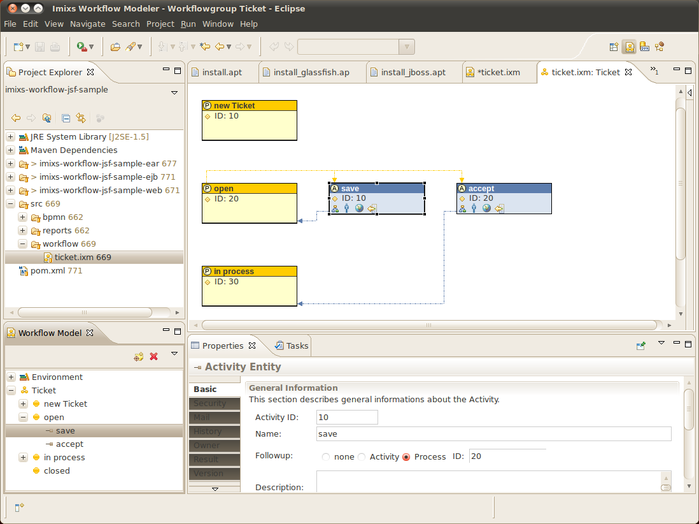 Imixs Workflow Modeler - Workflowgroup Ticket - Eclipse
File Edit View Navigate Search Project Run Window Help
Project Explorer
imixs-workflow-jsf-sample
JRE System Library [J2SE-1.5]
Maven Dependencies
> imixs-workflow-jsf-sample-ear 677
> imixs-workflow-jsf-sample-ejb 771
> imixs-workflow-jsf-sample-web 671
src 669
bpmn 662
reports 662
workflow 669
ticket.ixm 669
pom.xml 771
install.apt
install_glassfish.ap
install_jboss.apt
*ticket.ixm
ticket.ixm: Ticket
»1
P new Ticket
ID: 10
P open
ID: 20
A save
ID: 10
A accept
ID: 20
P in process
ID: 30
Workflow Model
Environment
Ticket
new Ticket
open
save
accept
in process
closed
Properties
Tasks
Activity Entity
Basic
Security
Mail
History
Owner
Result
Version
General Information
This section describes general informations about the Activity.
Activity ID: 10
Name: save
Followup: none Activity Process ID: 20
Description: